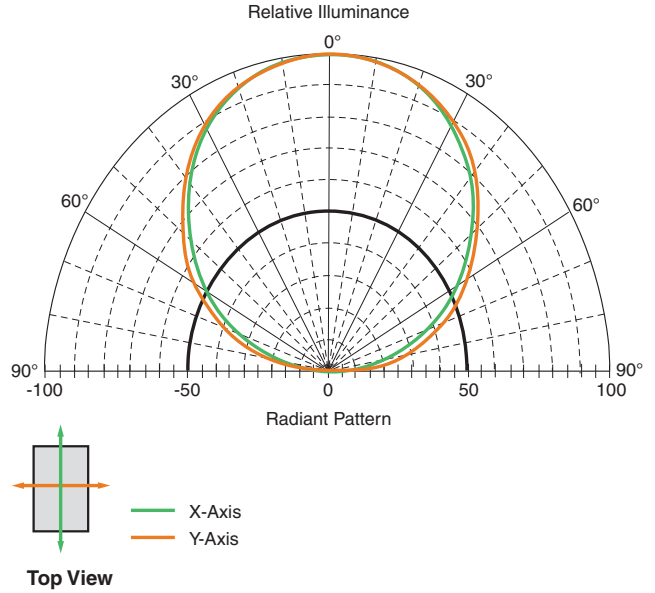 Relative Illuminance
0°
30° 30°
60° 60°
90° 90°
-100 -50 0 50 100
Radiant Pattern
X-Axis
Y-Axis
Top View